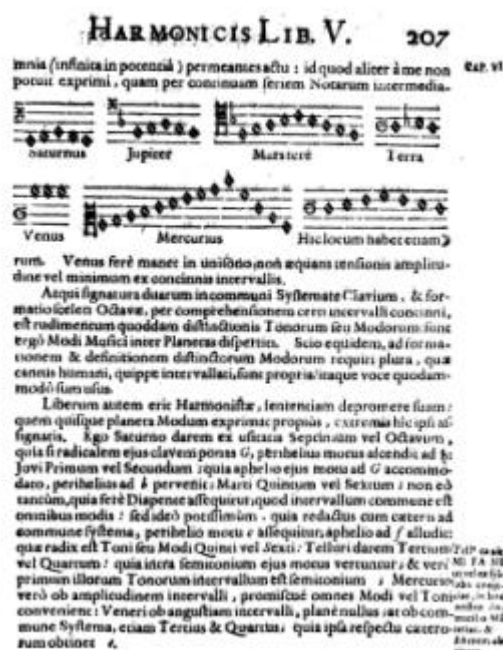 HARMONICIS LIB. V. 207
mnia (infinita in potentiâ) permeantes actu : id quod aliter à me non CAP. VI
potuit exprimi, quam per continuam seriem Notarum intermedia-
Saturnus Jupiter Mars ferè Terra
Venus Mercurius Hic locum habet etiam
rum. Venus ferè manet in unisono non æquans tensionis amplitu-
dine vel minimum ex concinnis intervallis.
Atqui signatura duarum in communi Systemate Clavium, & for-
matio sceleti Octavæ, per comprehensionem certi intervalli concinni,
est rudimentum quoddam distinctionis Tonorum seu Modorum: sunt
ergò Modi Musici inter Planetas dispertiti. Scio equidem, ad forma-
tionem & definitionem distinctorum Modorum requiri plura, quæ
cantus humani, quippe intervallati, sunt propria: itaque voce quodam-
modò sum usus.
Liberum autem erit Harmonistæ, sententiam depromere suam:
quem quisque planeta Modum exprimat propiùs, extremis hîc ipsi as-
signatis. Ego Saturno darem ex usitatis Septimum vel Octavum,
quia si radicalem ejus clavem ponas G, perihelius motus ascendit ad h:
Jovi Primum vel Secundum : quia aphelio ejus motu ad G accommo-
dato, perihelius ad b pervenit: Marti Quintum vel Sextum : non eò
tantùm, quia ferè Diapente assequitur, quod intervallum commune est
omnibus modis : sed ideò potissimùm, quia redactus cum cæteris ad
commune systema, perihelio motu c assequitur, aphelio ad f alludit:
quæ radix est Toni seu Modi Quinti vel Sexti: Telluri darem Tertium
vel Quartum: quia intra semitonium ejus motus vertuntur; & verò
primum illorum Tonorum intervallum est semitonium ; Mercurius
verò ob amplitudinem intervalli, promiscuè omnes Modi vel Toni
convenient: Veneri ob angustiam intervalli, planè nullus: at ob com-
mune Systema, etiam Tertius & Quartus: quia ipsa respectu cætero-
rum obtinet e.